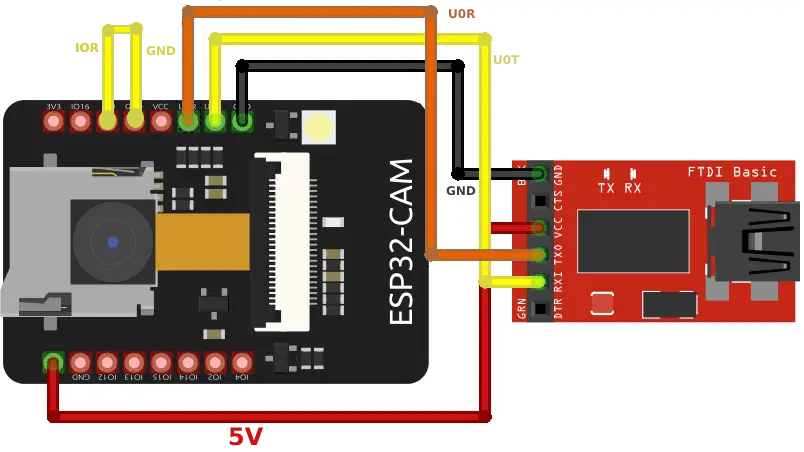 U0R
IOR
GND
U0T
3V3
IO16
VCC
FTDI Basic
TX RX
GND
CTS
VCC
TXO
RXI
DTR
GRN
GND
ESP32-CAM
GND
IO12
IO13
IO15
IO14
IO2
IO4
5V